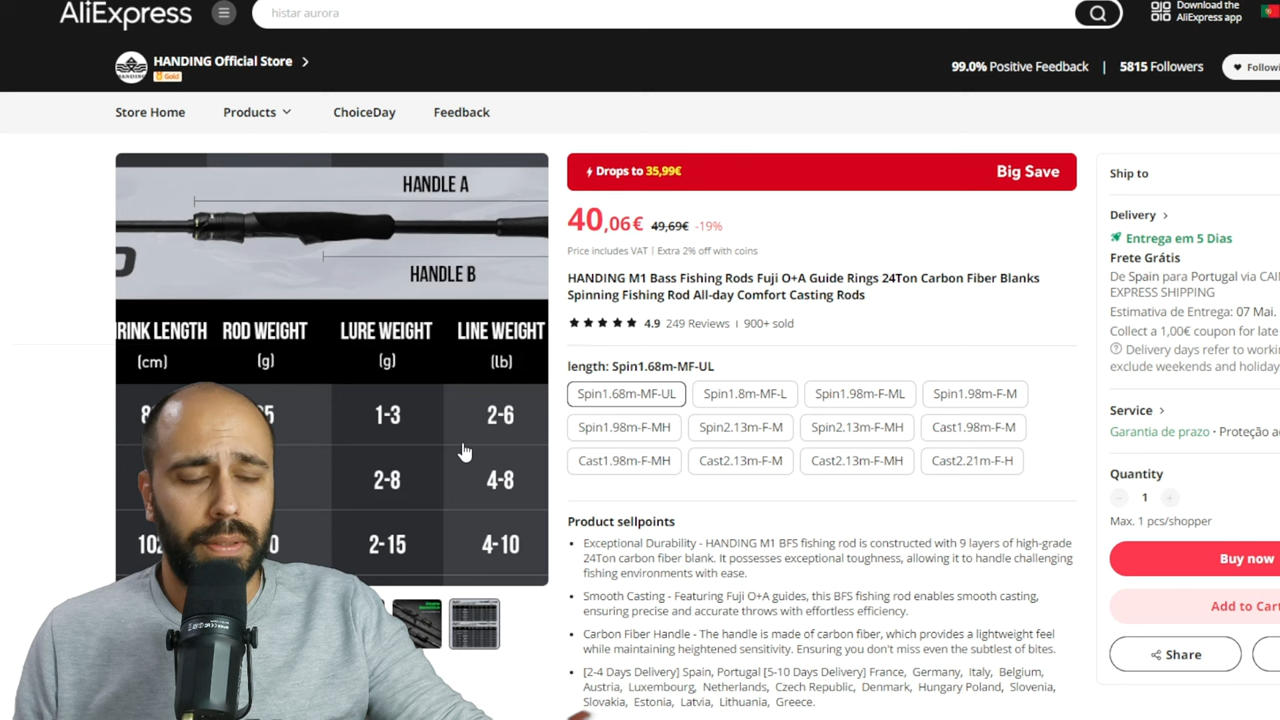 AliExpress
histar aurora
Download the
AliExpress app
HANDING Official Store
HANDING
Gold
99.0% Positive Feedback | 5815 Followers
Followi
Store Home
Products
ChoiceDay
Feedback
HANDLE A
HANDLE B
RINK LENGTH
ROD WEIGHT
LURE WEIGHT
LINE WEIGHT
(cm)
(g)
(g)
(lb)
1-3
2-6
2-8
4-8
102
2-15
4-10
Drops to 35,99€
Big Save
40,06€ 49,69€ -19%
Price includes VAT | Extra 2% off with coins
HANDING M1 Bass Fishing Rods Fuji O+A Guide Rings 24Ton Carbon Fiber Blanks
Spinning Fishing Rod All-day Comfort Casting Rods
4.9 249 Reviews | 900+ sold
length: Spin1.68m-MF-UL
Spin1.68m-MF-UL
Spin1.8m-MF-L
Spin1.98m-F-ML
Spin1.98m-F-M
Spin1.98m-F-MH
Spin2.13m-F-M
Spin2.13m-F-MH
Cast1.98m-F-M
Cast1.98m-F-MH
Cast2.13m-F-M
Cast2.13m-F-MH
Cast2.21m-F-H
Product sellpoints
Exceptional Durability - HANDING M1 BFS fishing rod is constructed with 9 layers of high-grade
24Ton carbon fiber blank. It possesses exceptional toughness, allowing it to handle challenging
fishing environments with ease.
Smooth Casting - Featuring Fuji O+A guides, this BFS fishing rod enables smooth casting,
ensuring precise and accurate throws with effortless efficiency.
Carbon Fiber Handle - The handle is made of carbon fiber, which provides a lightweight feel
while maintaining heightened sensitivity. Ensuring you don't miss even the subtlest of bites.
[2-4 Days Delivery] Spain, Portugal [5-10 Days Delivery] France, Germany, Italy, Belgium,
Austria, Luxembourg, Netherlands, Czech Republic, Denmark, Hungary Poland, Slovenia,
Slovakia, Estonia, Latvia, Lithuania, Greece.
Ship to
Delivery
Entrega em 5 Dias
Frete Grátis
De Spain para Portugal via CAI
EXPRESS SHIPPING
Estimativa de Entrega: 07 Mai.
Collect a 1,00€ coupon for late
Delivery days refer to workin
exclude weekends and holiday
Service
Garantia de prazo · Proteção a
Quantity
- 1 +
Max. 1 pcs/shopper
Buy now
Add to Cart
Share